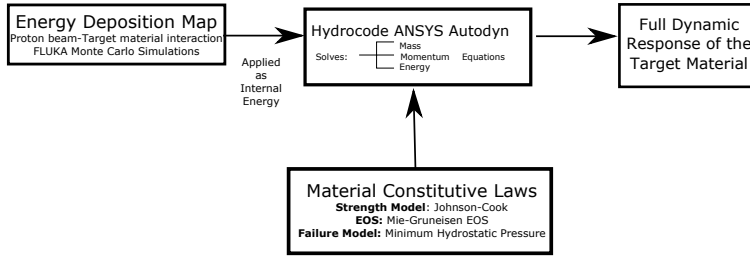 Energy Deposition Map
Proton beam-Target material interaction
FLUKA Monte Carlo Simulations
Applied
as
Internal
Energy
Hydrocode ANSYS Autodyn
Solves:
Mass
Momentum
Energy
Equations
Full Dynamic
Response of the
Target Material
Material Constitutive Laws
Strength Model: Johnson-Cook
EOS: Mie-Gruneisen EOS
Failure Model: Minimum Hydrostatic Pressure